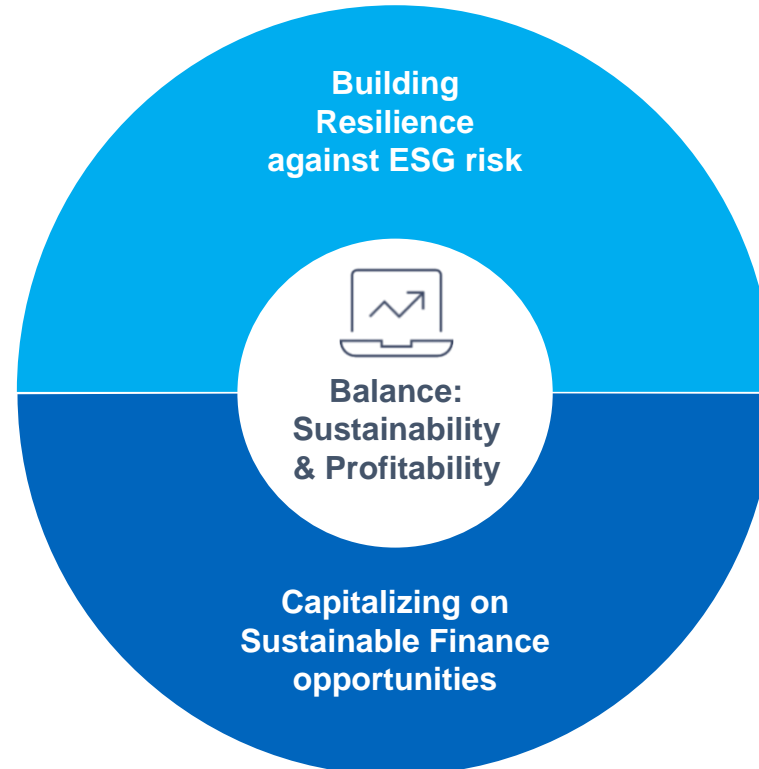 Building
Resilience
against ESG risk
Balance:
Sustainability
& Profitability
Capitalizing on
Sustainable Finance
opportunities